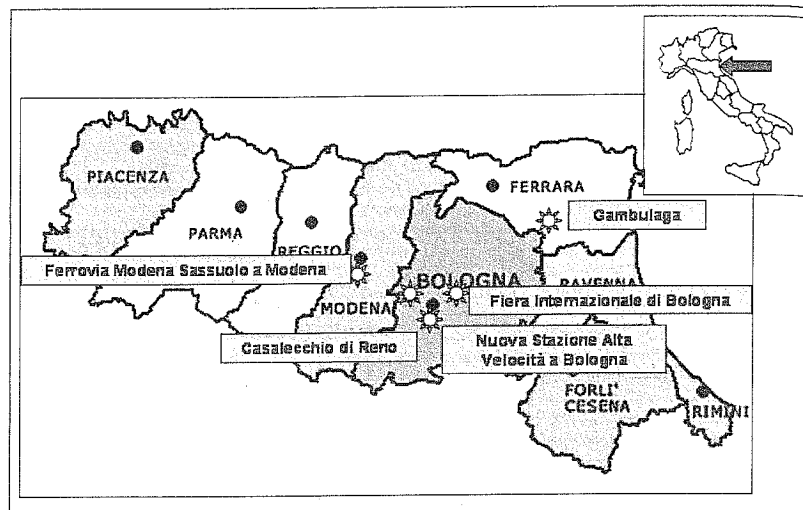 PIACENZA
PARMA
REGGIO
FERRARA
Gambulaga
Ferrovia Modena Sassuolo a Modena
BOLOGNA
RAVENNA
MODENA
Fiera Internazionale di Bologna
Casalecchio di Reno
Nuova Stazione Alta
Velocità a Bologna
FORLI'
CESENA
RIMINI